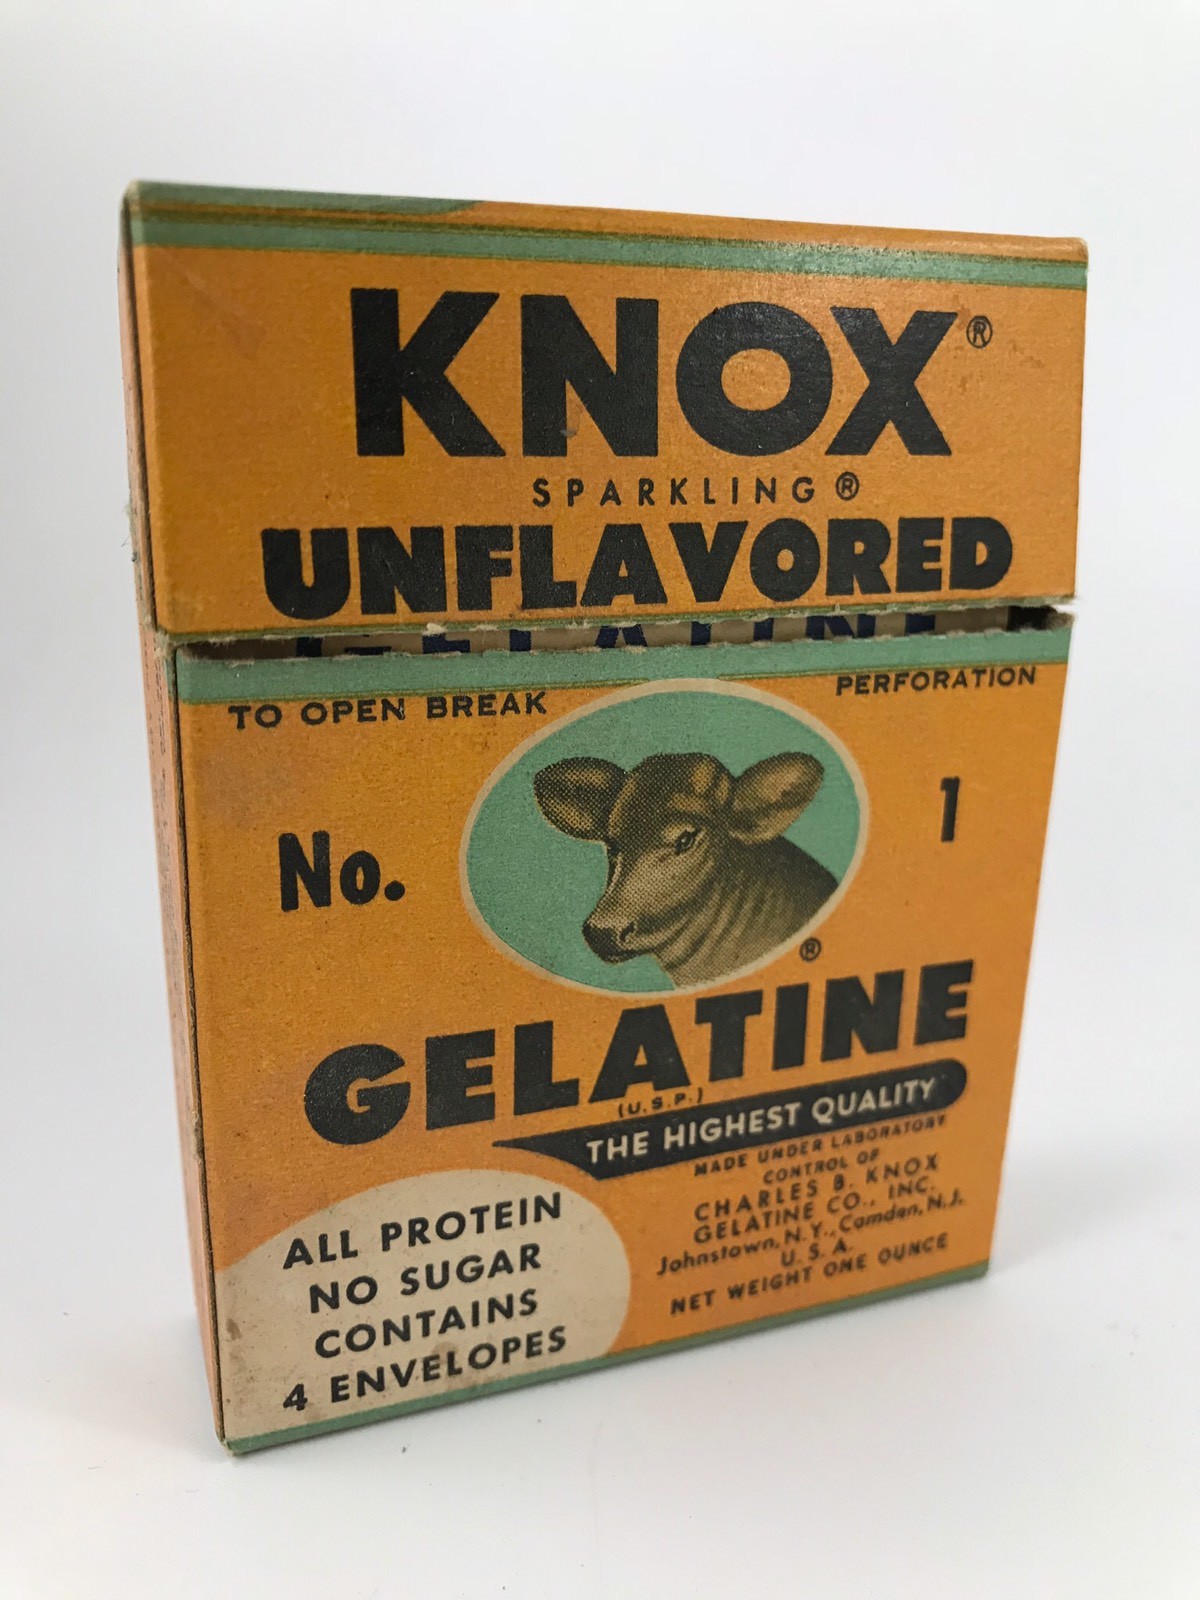 KNOX®
SPARKLING®
UNFLAVORED
GELATINE
TO OPEN BREAK PERFORATION
No. 1
®
GELATINE
(U.S.P.)
THE HIGHEST QUALITY
MADE UNDER LABORATORY
CONTROL OF
CHARLES B. KNOX
GELATINE CO., INC.
Johnstown, N.Y., Camden, N.J.
U.S.A.
NET WEIGHT ONE OUNCE
ALL PROTEIN
NO SUGAR
CONTAINS
4 ENVELOPES